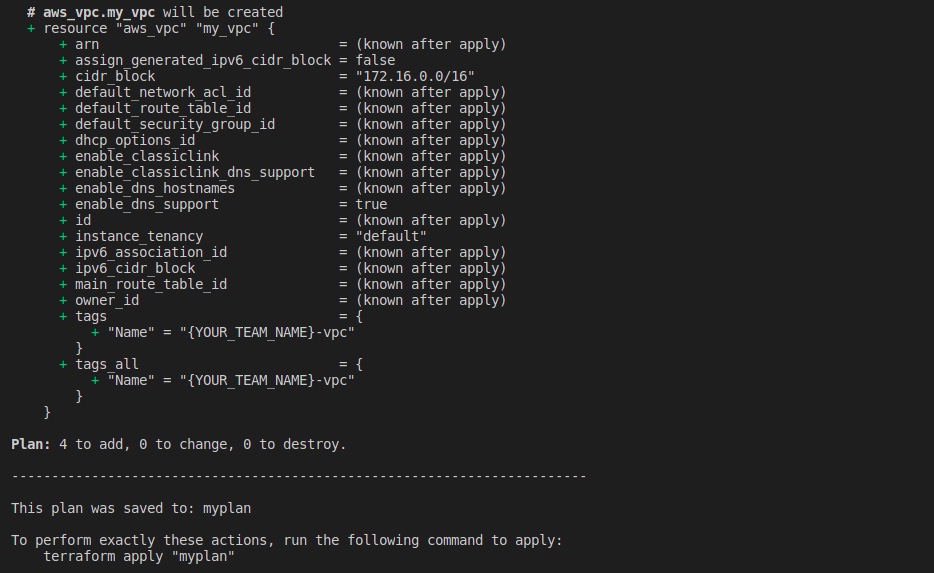 # aws_vpc.my_vpc will be created
+ resource "aws_vpc" "my_vpc" {
+ arn = (known after apply)
+ assign_generated_ipv6_cidr_block = false
+ cidr_block = "172.16.0.0/16"
+ default_network_acl_id = (known after apply)
+ default_route_table_id = (known after apply)
+ default_security_group_id = (known after apply)
+ dhcp_options_id = (known after apply)
+ enable_classiclink = (known after apply)
+ enable_classiclink_dns_support = (known after apply)
+ enable_dns_hostnames = (known after apply)
+ enable_dns_support = true
+ id = (known after apply)
+ instance_tenancy = "default"
+ ipv6_association_id = (known after apply)
+ ipv6_cidr_block = (known after apply)
+ main_route_table_id = (known after apply)
+ owner_id = (known after apply)
+ tags = {
+ "Name" = "{YOUR_TEAM_NAME}-vpc"
}
+ tags_all = {
+ "Name" = "{YOUR_TEAM_NAME}-vpc"
}
}
Plan: 4 to add, 0 to change, 0 to destroy.
------------------------------------------------------------------------
This plan was saved to: myplan
To perform exactly these actions, run the following command to apply:
terraform apply "myplan"